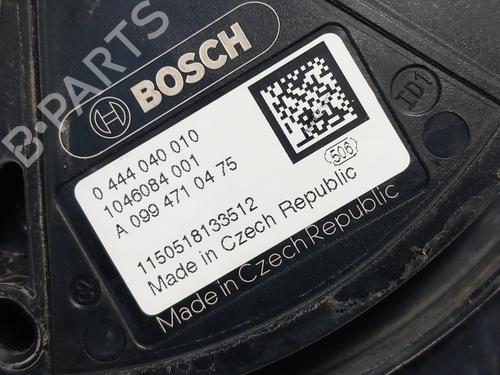 B-PARTS
BOSCH
ID1
0 444 040 010
1046084 001
A 099 471 04 75
506
1150518133512
Made in Czech Republic
Made in Czech Republic
02